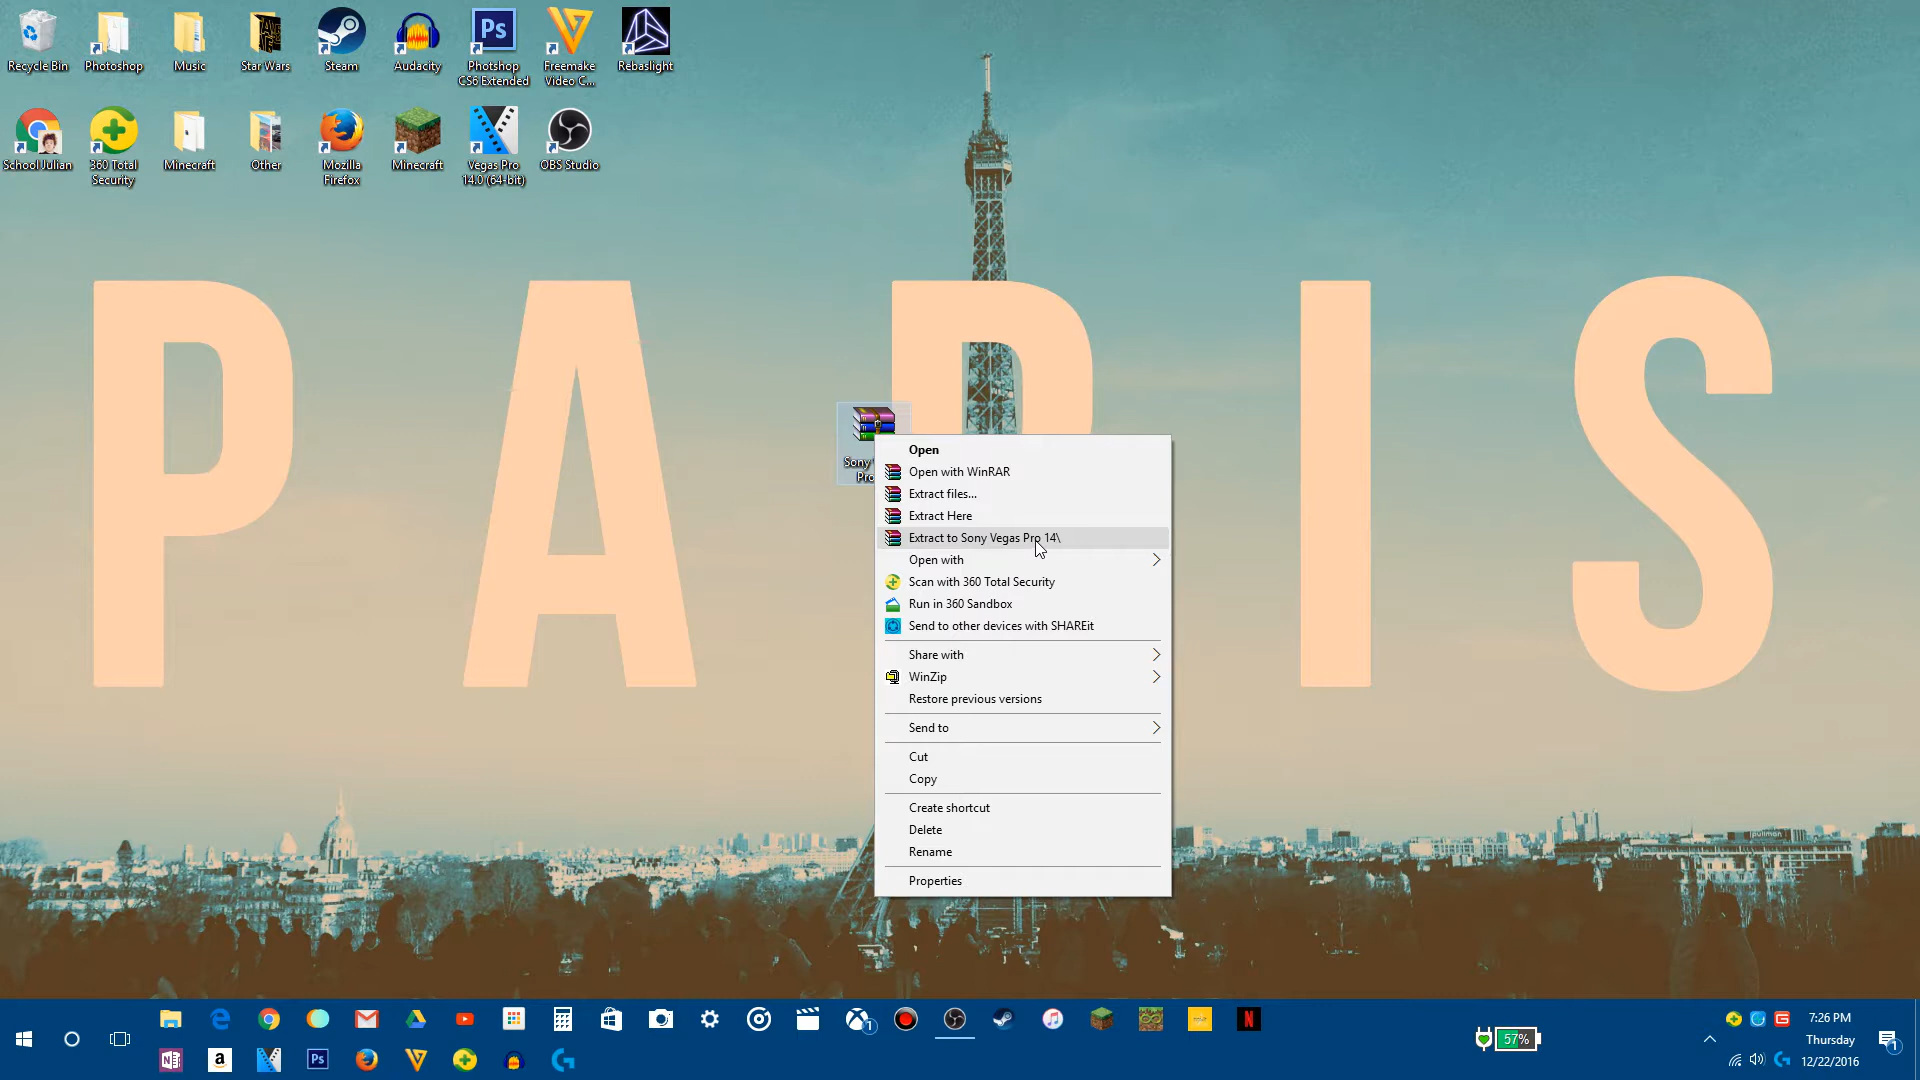 Recycle Bin
Photoshop
Music
Star Wars
Steam
Audacity
Photshop
CS6 Extended
Freemake
Video C...
Rebaslight
School Julian
360 Total
Security
Minecraft
Other
Mozilla
Firefox
Minecraft
Vegas Pro
14.0 (64-bit)
OBS Studio
PARIS
Sony
Pro
Open
Open with WinRAR
Extract files...
Extract Here
Extract to Sony Vegas Pro 14\
Open with
Scan with 360 Total Security
Run in 360 Sandbox
Send to other devices with SHAREit
Share with
WinZip
Restore previous versions
Send to
Cut
Copy
Create shortcut
Delete
Rename
Properties
57%
7:26 PM
Thursday
12/22/2016